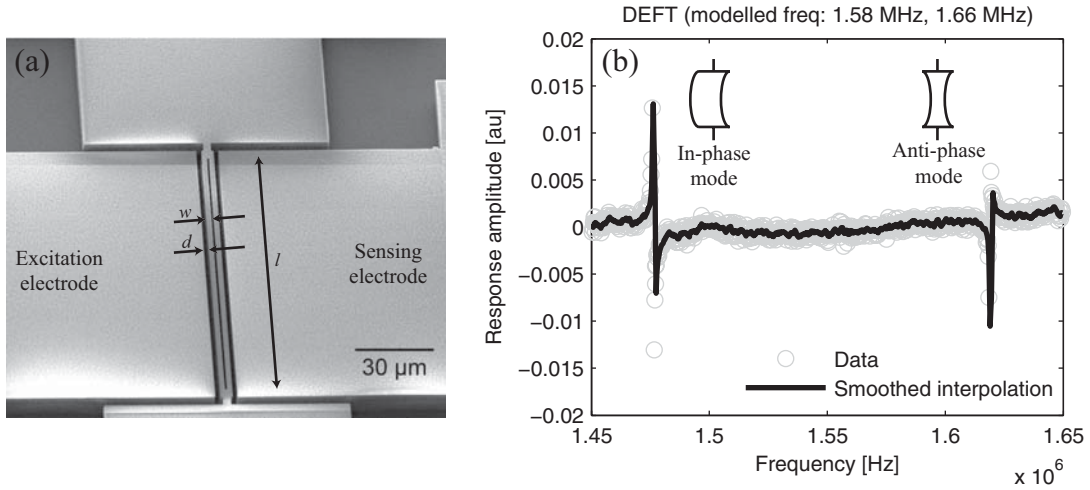 (a)
w
d
l
Excitation
electrode
Sensing
electrode
30 μm
DEFT (modelled freq: 1.58 MHz, 1.66 MHz)
(b)
0.02
0.015
0.01
0.005
0
−0.005
−0.01
−0.015
−0.02
Response amplitude [au]
In-phase
mode
Anti-phase
mode
Data
Smoothed interpolation
1.45
1.5
1.55
1.6
1.65
Frequency [Hz]
x 10⁶